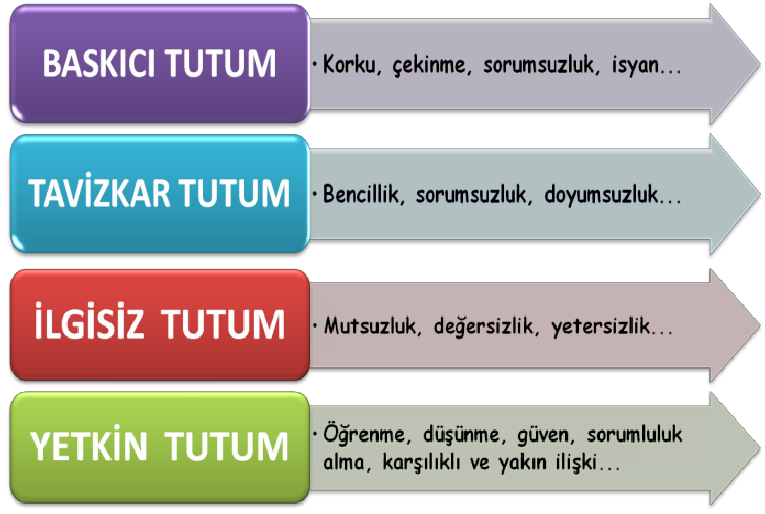 BASKICI TUTUM
• Korku, çekinme, sorumsuzluk, isyan...
TAVİZKAR TUTUM
• Bencillik, sorumsuzluk, doyumsuzluk...
İLGİSİZ TUTUM
• Mutsuzluk, değersizlik, yetersizlik...
YETKİN TUTUM
• Öğrenme, düşünme, güven, sorumluluk
alma, karşılıklı ve yakın ilişki...